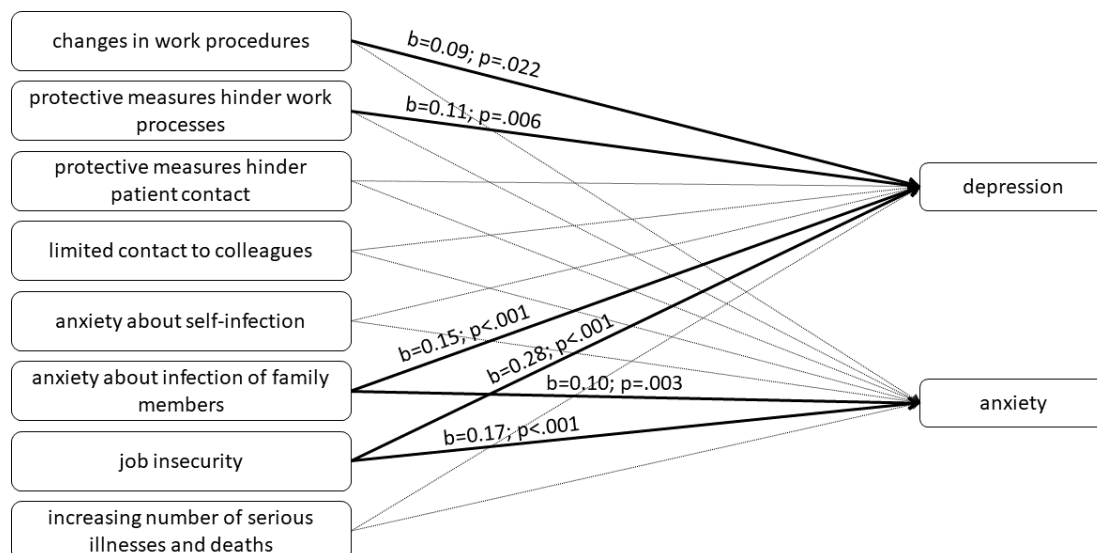 changes in work procedures
protective measures hinder work
processes
protective measures hinder
patient contact
limited contact to colleagues
anxiety about self-infection
anxiety about infection of family
members
job insecurity
increasing number of serious
illnesses and deaths
b=0.09; p=.022
b=0.11; p=.006
b=0.15; p<.001
b=0.28; p<.001
b=0.10; p=.003
b=0.17; p<.001
depression
anxiety